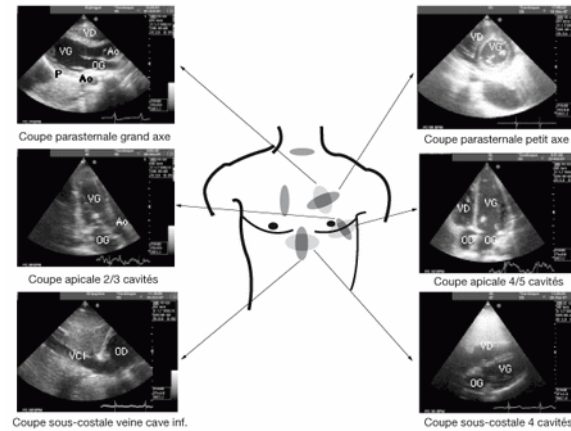 VD
VG
Ao
OG
P
Ao
Coupe parasternale grand axe
VD
VG
Coupe parasternale petit axe
VG
Ao
OG
Coupe apicale 2/3 cavités
VD
VG
OD
OG
Coupe apicale 4/5 cavités
VCI
OD
Coupe sous-costale veine cave inf.
VD
VG
OG
Coupe sous-costale 4 cavités